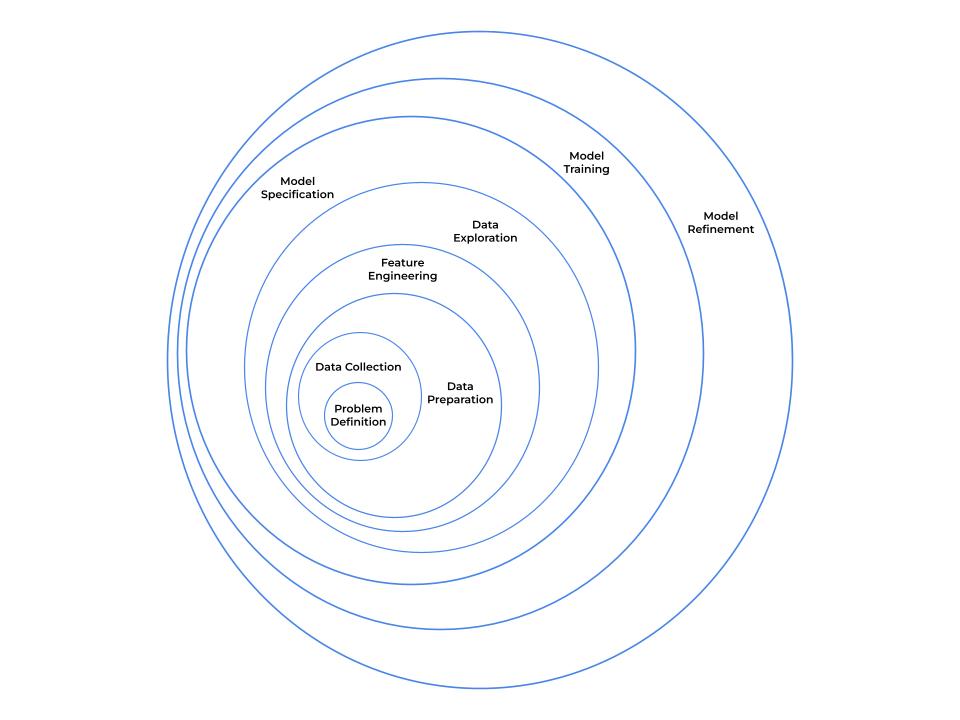 Model
Training
Model
Specification
Model
Refinement
Data
Exploration
Feature
Engineering
Data Collection
Data
Preparation
Problem
Definition